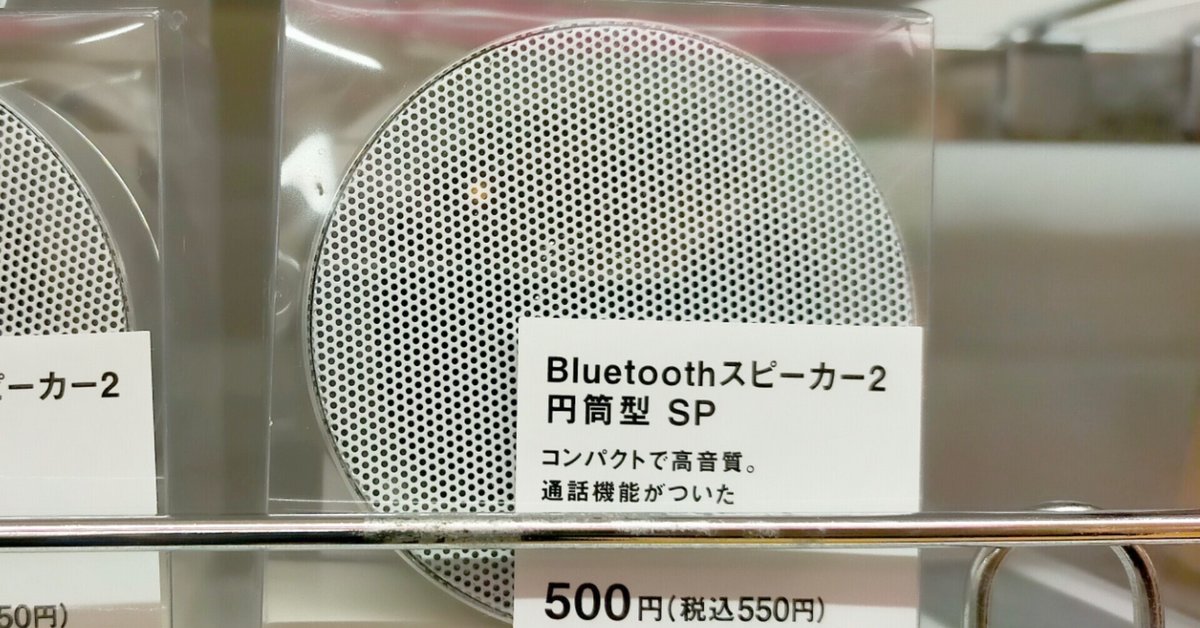 ピーカー2
50円)
Bluetoothスピーカー2
円筒型 SP
コンパクトで高音質。
通話機能がついた
500円(税込550円)